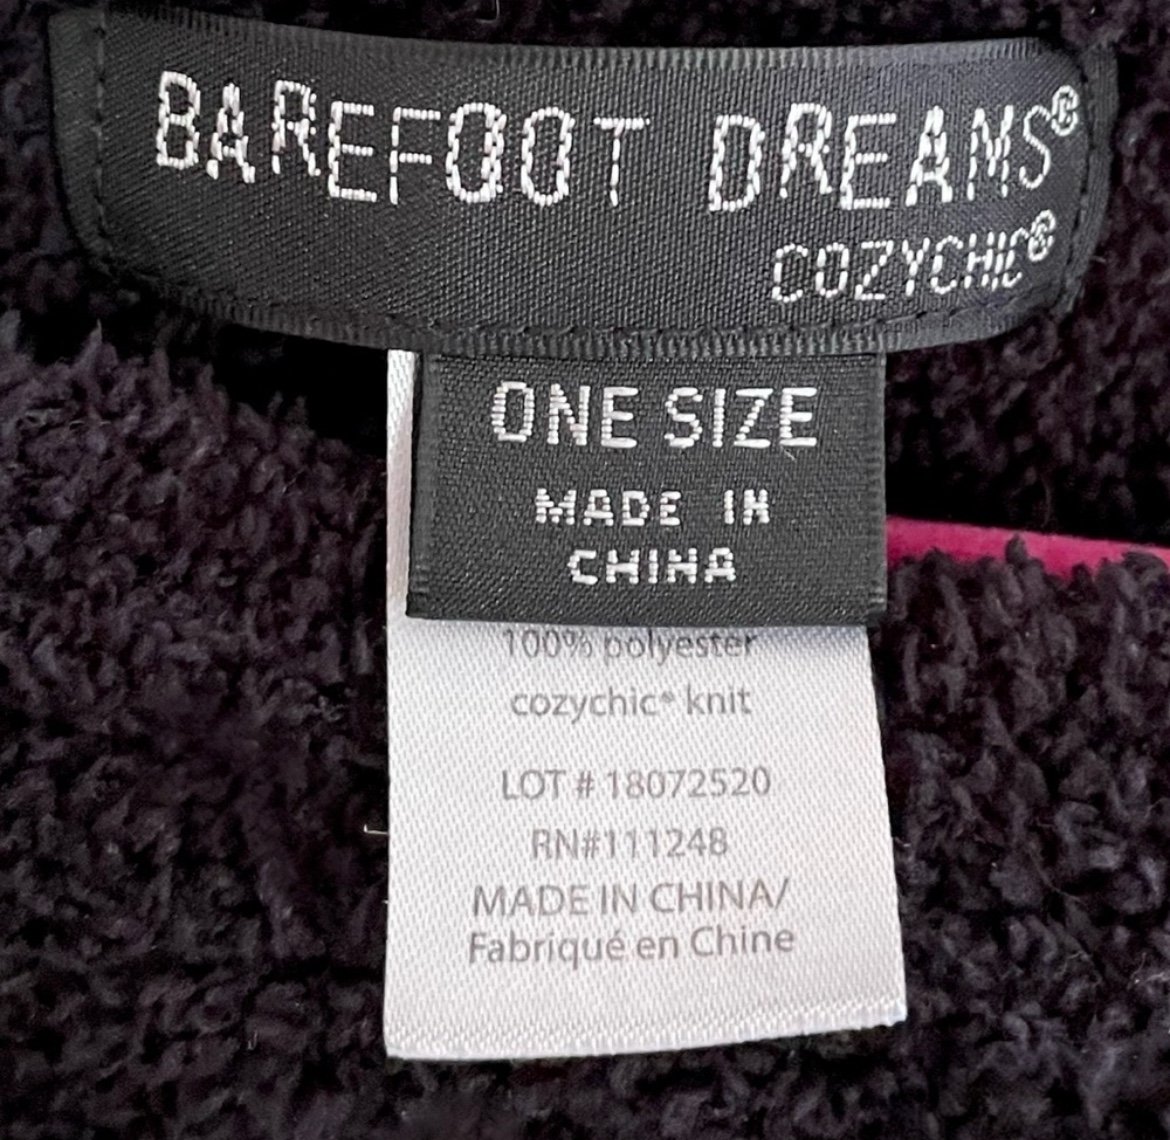 BAREFOOT DREAMS®
COZYCHIC®
ONE SIZE
MADE IN
CHINA
100% polyester
cozychic® knit
LOT # 18072520
RN#111248
MADE IN CHINA/
Fabriqué en Chine